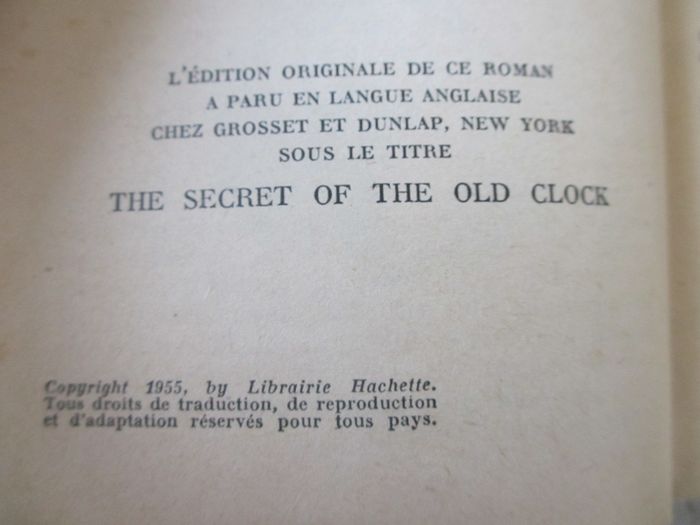 L'ÉDITION ORIGINALE DE CE ROMAN
A PARU EN LANGUE ANGLAISE
CHEZ GROSSET ET DUNLAP, NEW YORK
SOUS LE TITRE
THE SECRET OF THE OLD CLOCK
Copyright 1955, by Librairie Hachette.
Tous droits de traduction, de reproduction
et d'adaptation réservés pour tous pays.